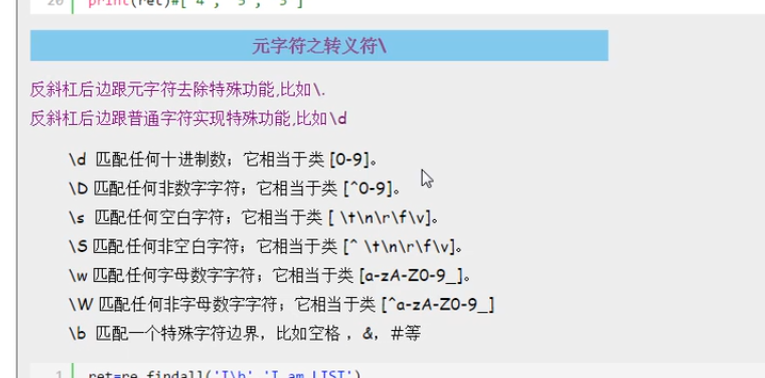 20 print(ret)#['4', '5', '5']
元字符之转义符\
反斜杠后边跟元字符去除特殊功能,比如\.
反斜杠后边跟普通字符实现特殊功能,比如\d
\d 匹配任何十进制数；它相当于类 [0-9]。
\D 匹配任何非数字字符；它相当于类 [^0-9]。
\s 匹配任何空白字符；它相当于类 [ \t\n\r\f\v]。
\S 匹配任何非空白字符；它相当于类 [^ \t\n\r\f\v]。
\w 匹配任何字母数字字符；它相当于类 [a-zA-Z0-9_]。
\W 匹配任何非字母数字字符；它相当于类 [^a-zA-Z0-9_]
\b 匹配一个特殊字符边界，比如空格 ，&，＃等
1 ret=re.findall('I\b','I am LIST')